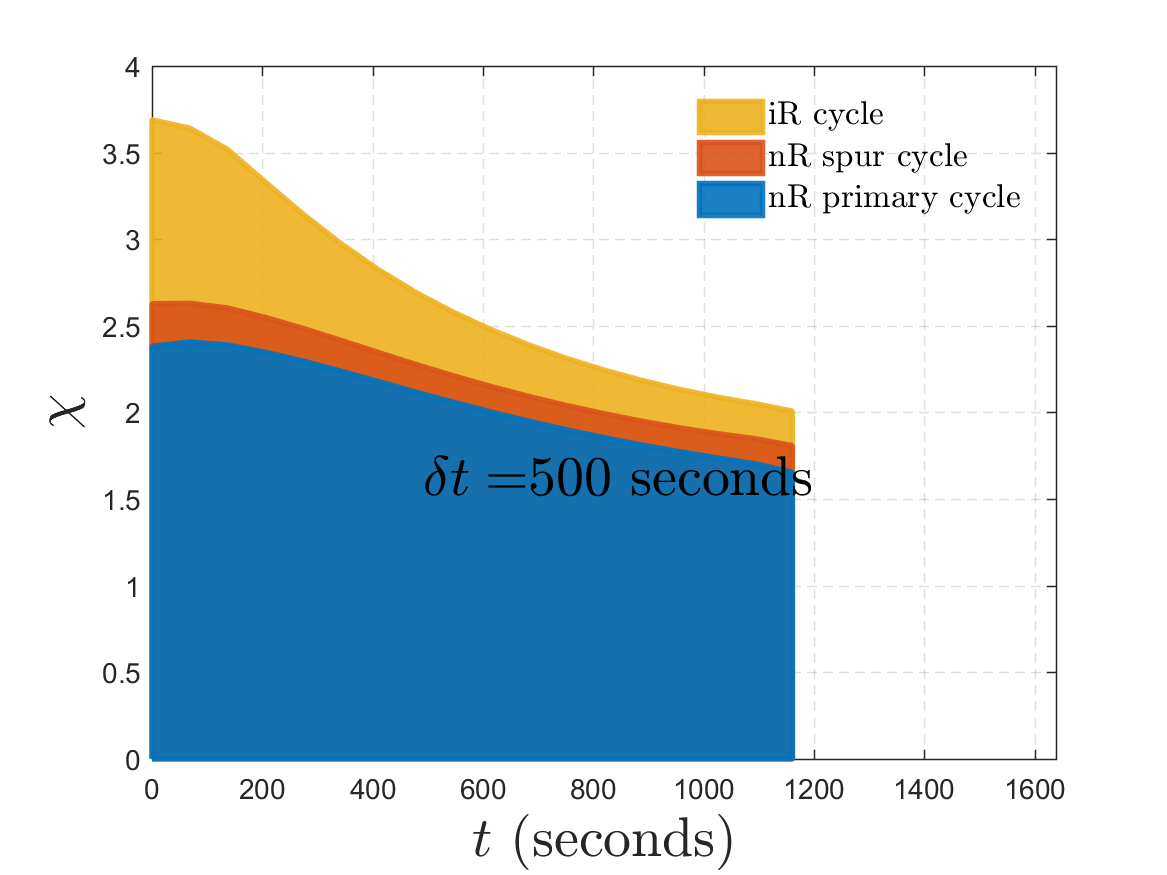 4
3.5
3
2.5
2
1.5
1
0.5
0
χ
iR cycle
nR spur cycle
nR primary cycle
δt =500 seconds
0 200 400 600 800 1000 1200 1400 1600
t (seconds)